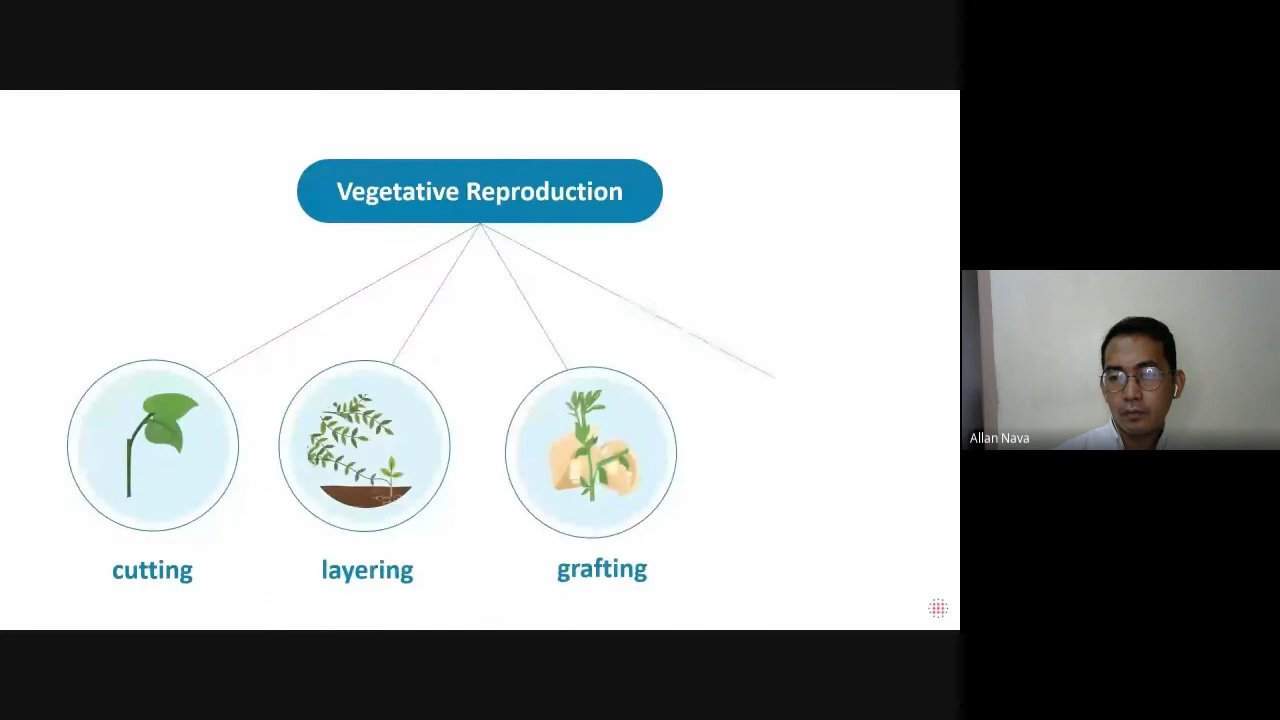 Vegetative Reproduction
cutting
layering
grafting
Allan Nava